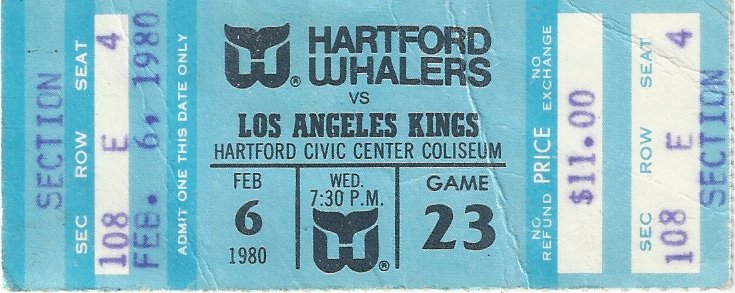 SECTION
SEC 108 ROW E SEAT 4
FEB. 6, 1980
ADMIT ONE THIS DATE ONLY
®
HARTFORD
WHALERS
VS
LOS ANGELES KINGS
HARTFORD CIVIC CENTER COLISEUM
FEB
6
1980
WED.
7:30 P.M.
®
GAME
23
NO REFUND PRICE NO EXCHANGE
$11.00
SEC 108 ROW E SEAT 4
SECTION